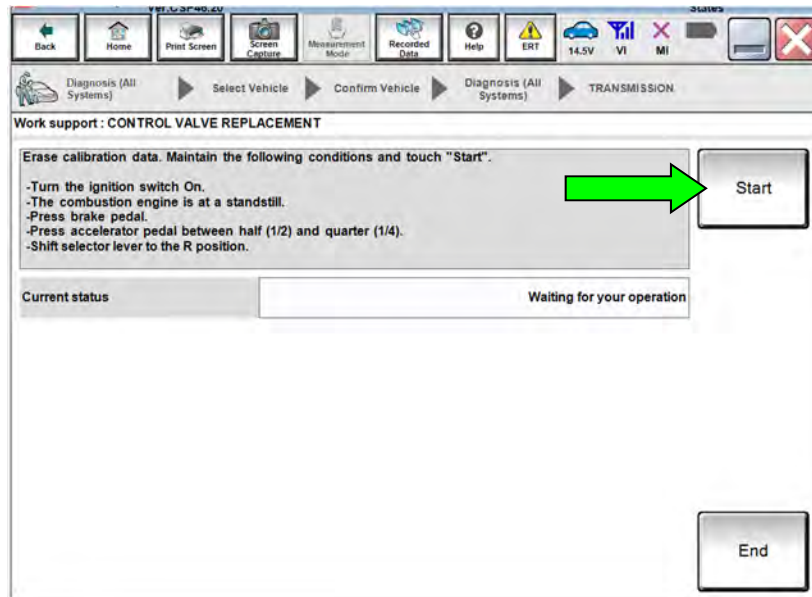 Ver.CSP46.20
States
Back
Home
Print Screen
Screen
Capture
Measurement
Mode
Recorded
Data
Help
ERT
14.5V
VI
MI
Diagnosis (All
Systems)
Select Vehicle
Confirm Vehicle
Diagnosis (All
Systems)
TRANSMISSION
Work support : CONTROL VALVE REPLACEMENT
Erase calibration data. Maintain the following conditions and touch "Start".
-Turn the ignition switch On.
-The combustion engine is at a standstill.
-Press brake pedal.
-Press accelerator pedal between half (1/2) and quarter (1/4).
-Shift selector lever to the R position.
Start
Current status
Waiting for your operation
End